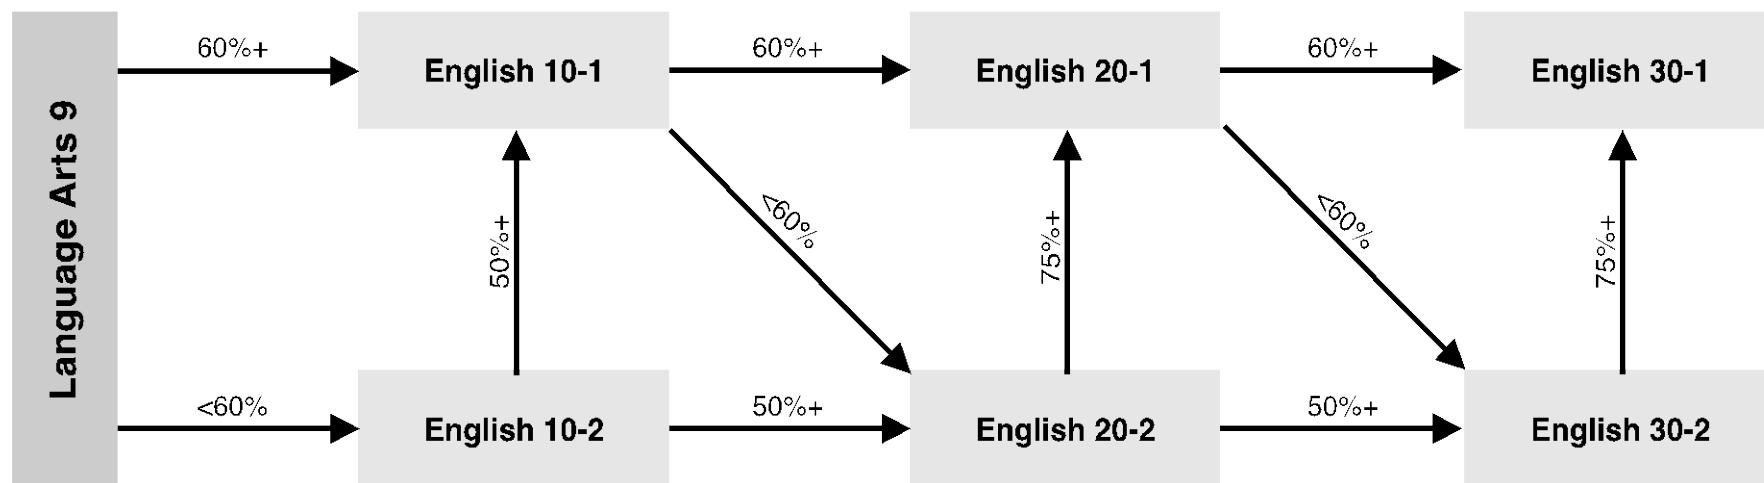 60%+
60%+
60%+
English 10-1
English 20-1
English 30-1
Language Arts 9
50%+
<60%
75%+
<60%
75%+
<60%
50%+
50%+
English 10-2
English 20-2
English 30-2